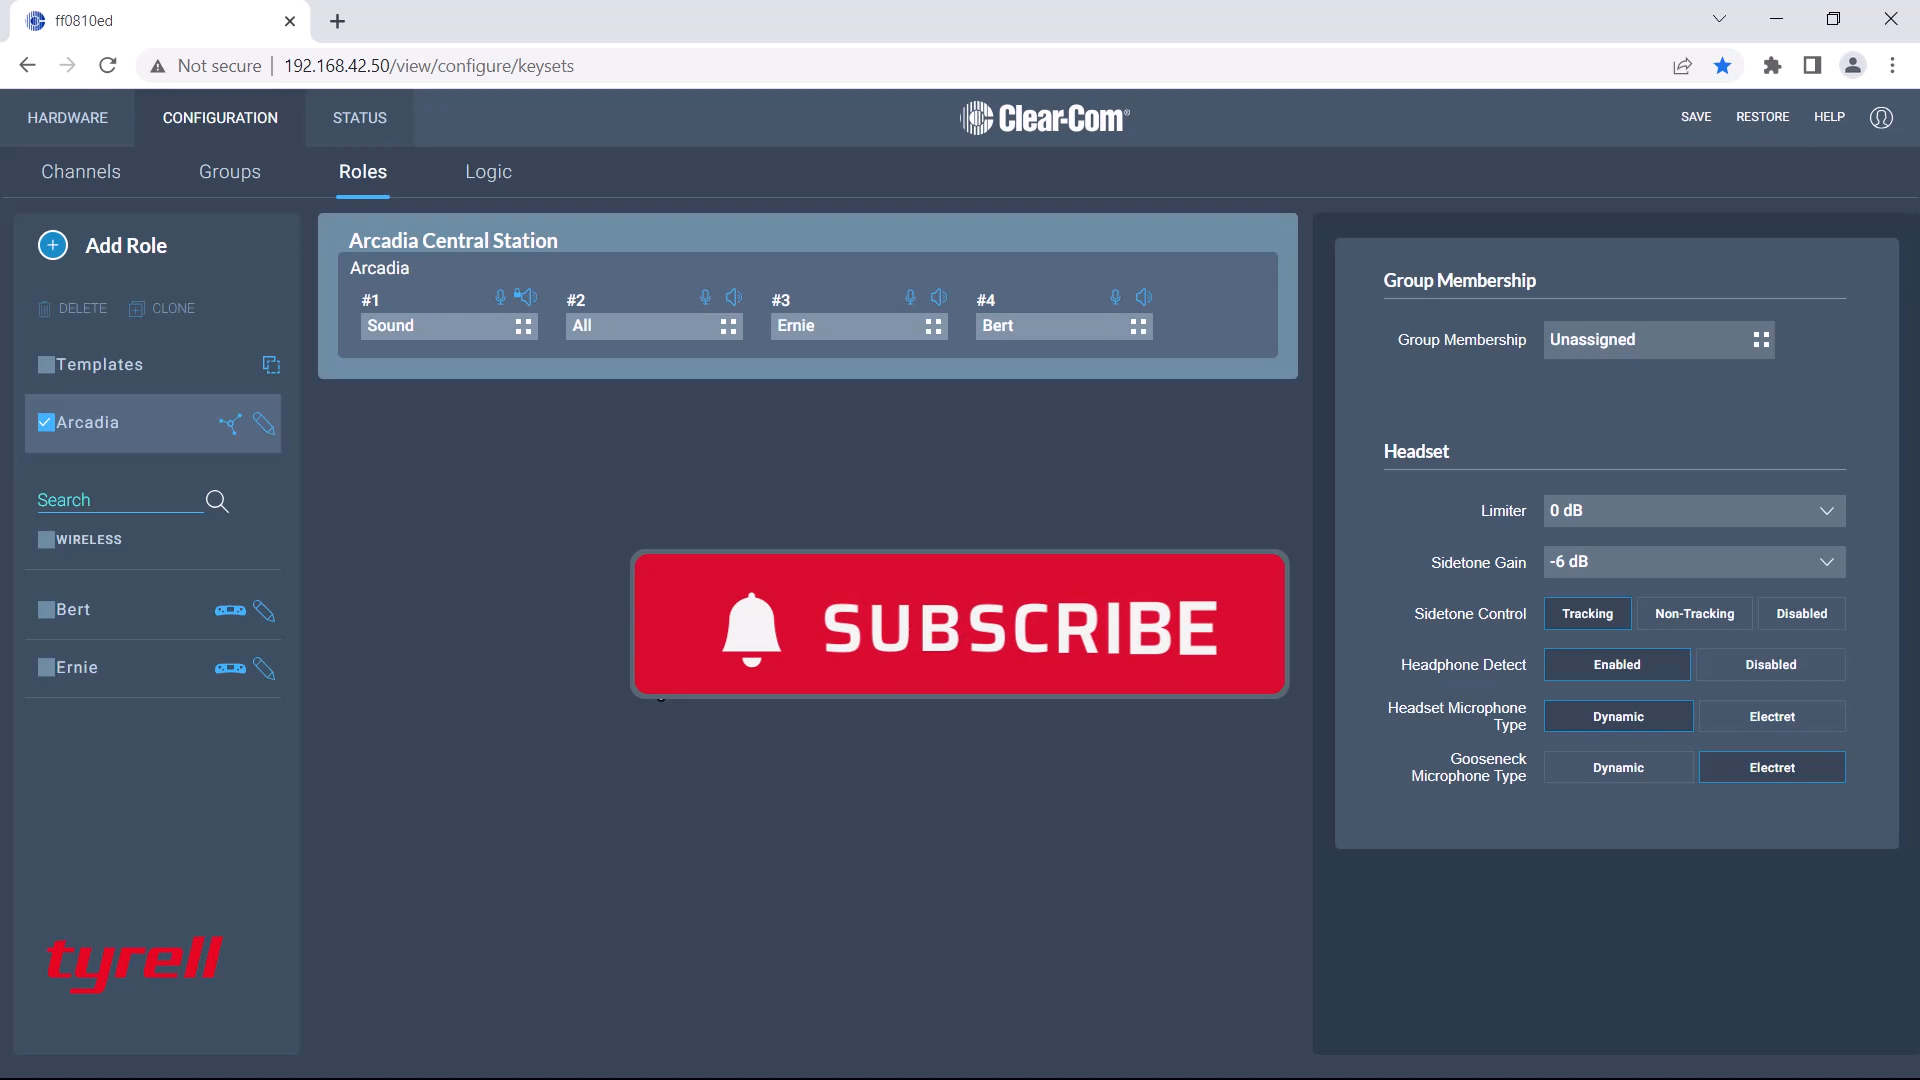 ff0810ed
Not secure
192.168.42.50/view/configure/keysets
HARDWARE
CONFIGURATION
STATUS
Clear-Com®
SAVE
RESTORE
HELP
Channels
Groups
Roles
Logic
Add Role
DELETE
CLONE
Templates
Arcadia
Search
WIRELESS
Bert
Ernie
tyrell
Arcadia Central Station
Arcadia
#1
#2
#3
#4
Sound
All
Ernie
Bert
SUBSCRIBE
Group Membership
Group Membership
Unassigned
Headset
Limiter
0 dB
Sidetone Gain
-6 dB
Sidetone Control
Tracking
Non-Tracking
Disabled
Headphone Detect
Enabled
Disabled
Headset Microphone
Type
Dynamic
Electret
Gooseneck
Microphone Type
Dynamic
Electret